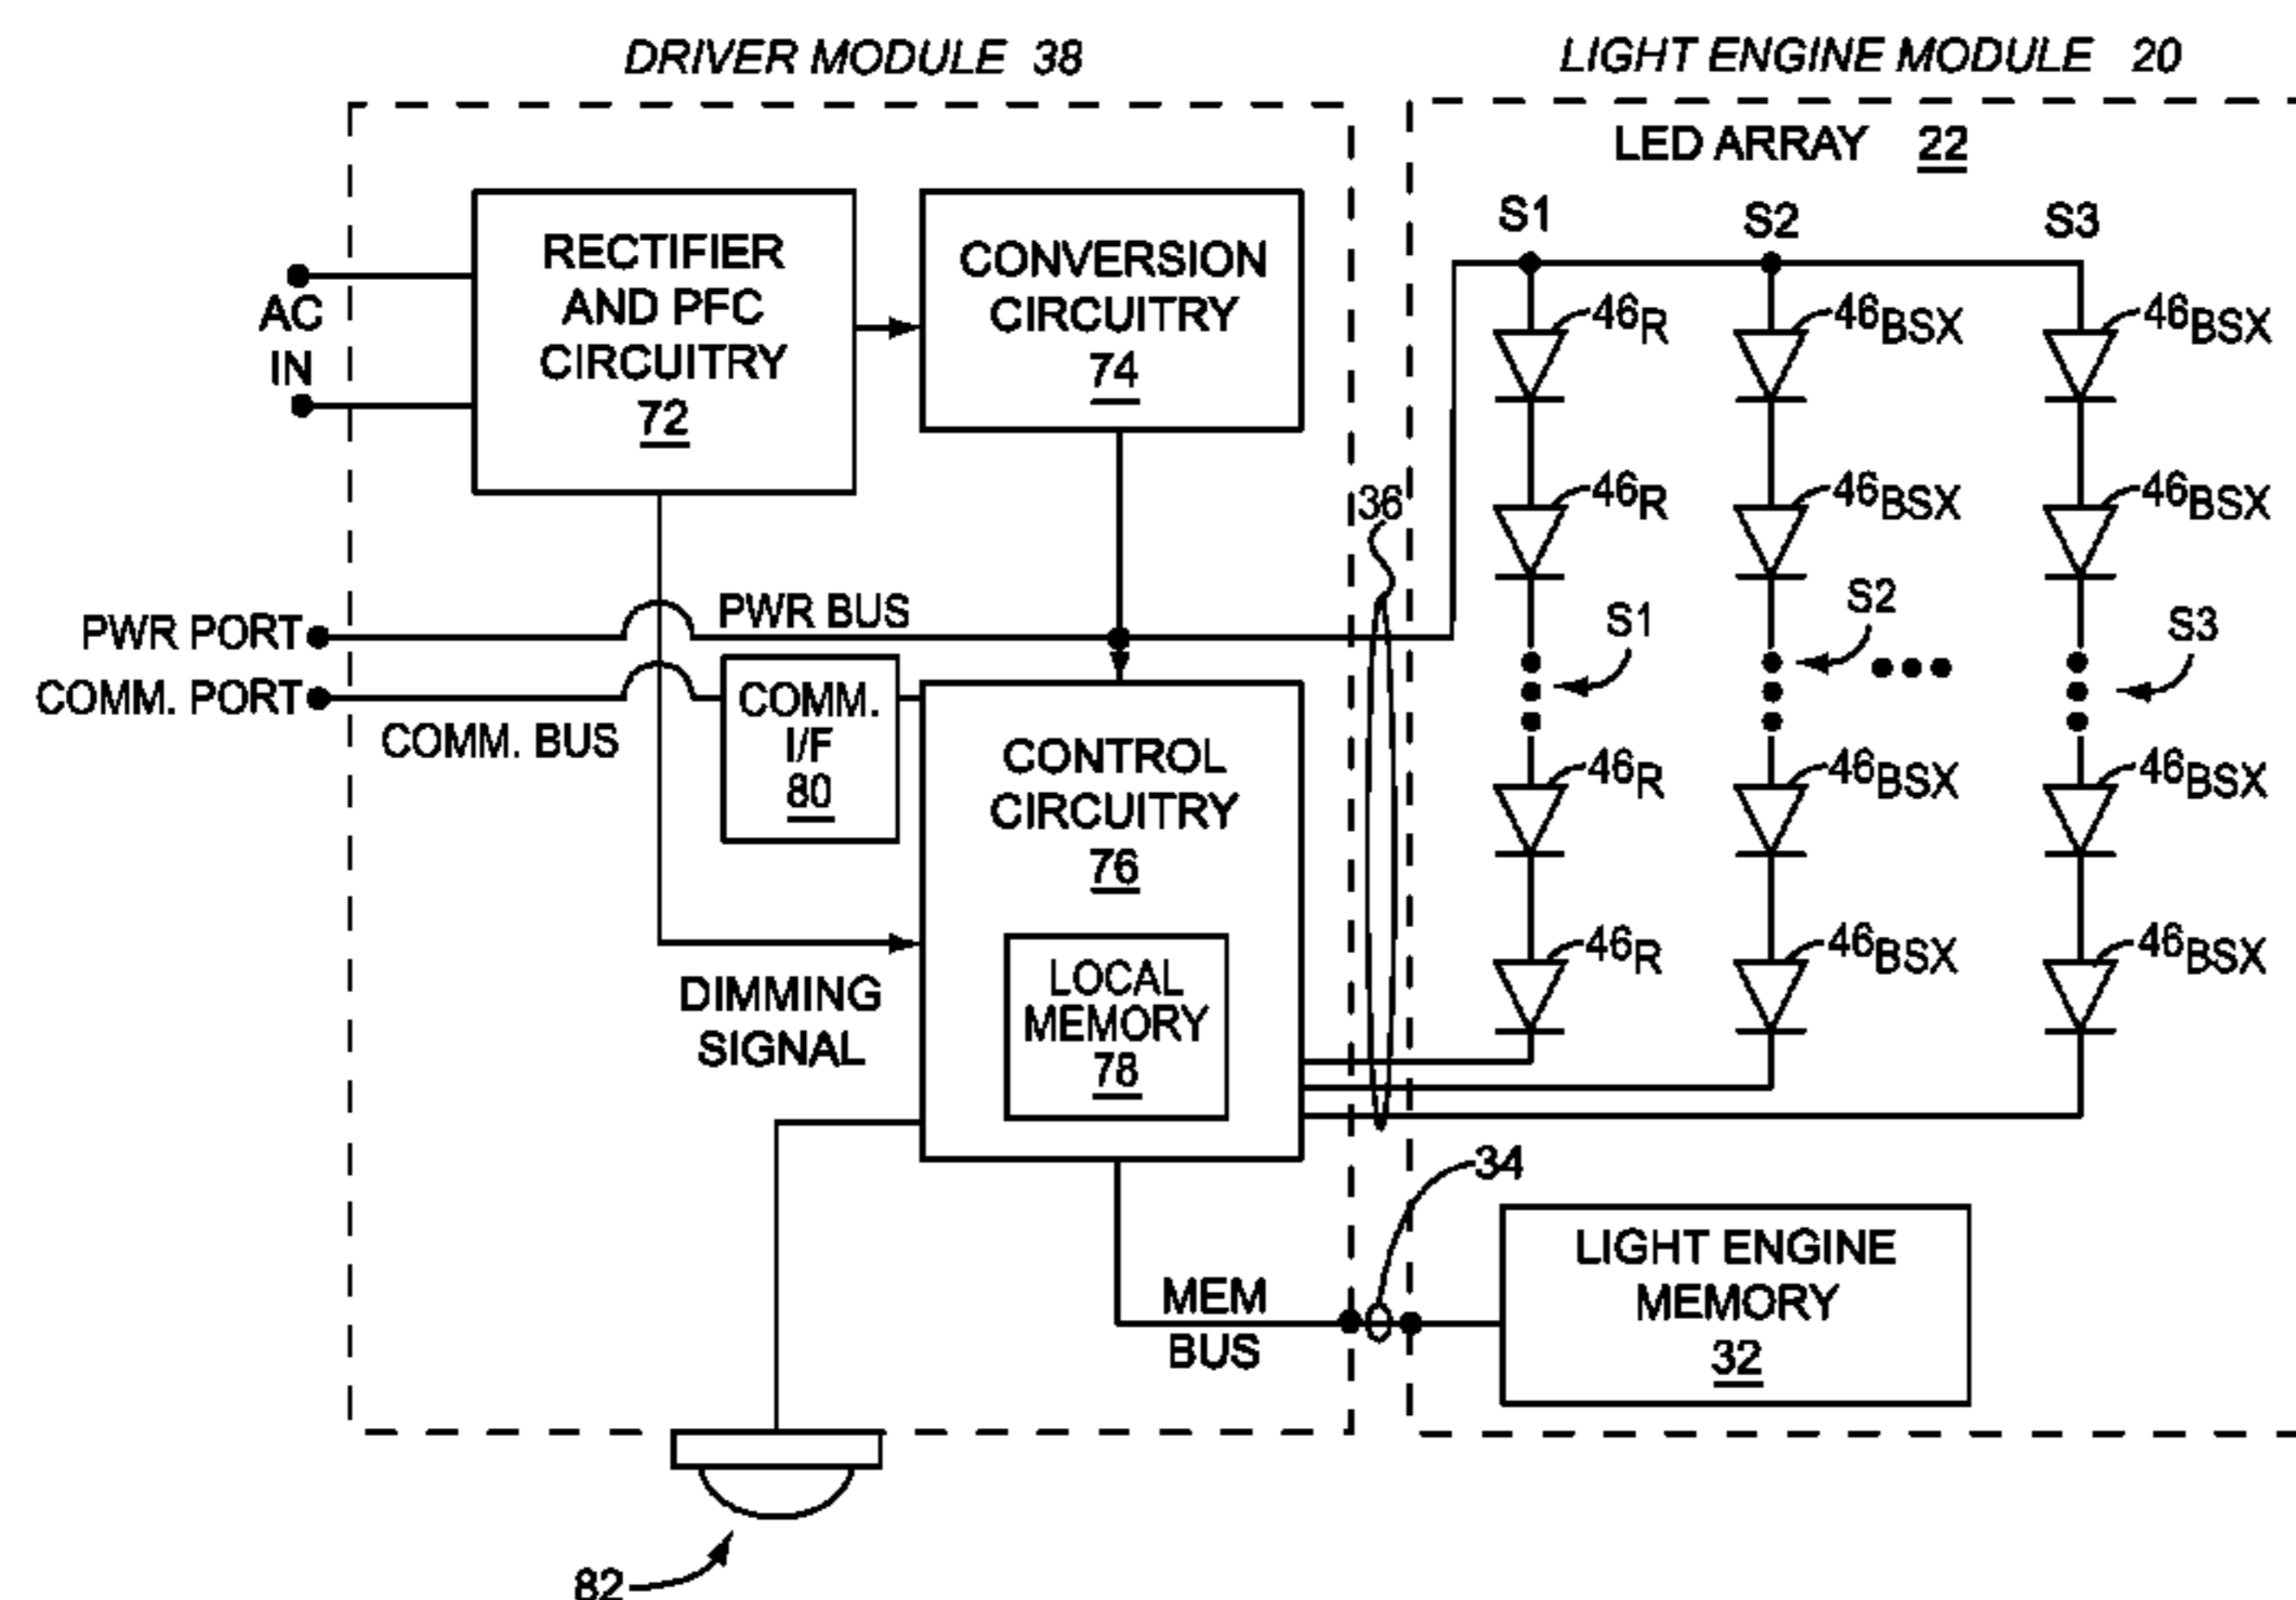 DRIVER MODULE 38
LIGHT ENGINE MODULE 20
LED ARRAY 22
RECTIFIER
AND PFC
CIRCUITRY
72
CONVERSION
CIRCUITRY
74
AC
IN
S1
S2
S3
46R
46BSX
46BSX
46R
46BSX
46BSX
36
PWR PORT
PWR BUS
S1
S2
S3
COMM. PORT
COMM. BUS
COMM.
I/F
80
CONTROL
CIRCUITRY
76
46R
46BSX
46BSX
46R
46BSX
46BSX
LOCAL
MEMORY
78
DIMMING
SIGNAL
34
MEM
BUS
LIGHT ENGINE
MEMORY
32
82